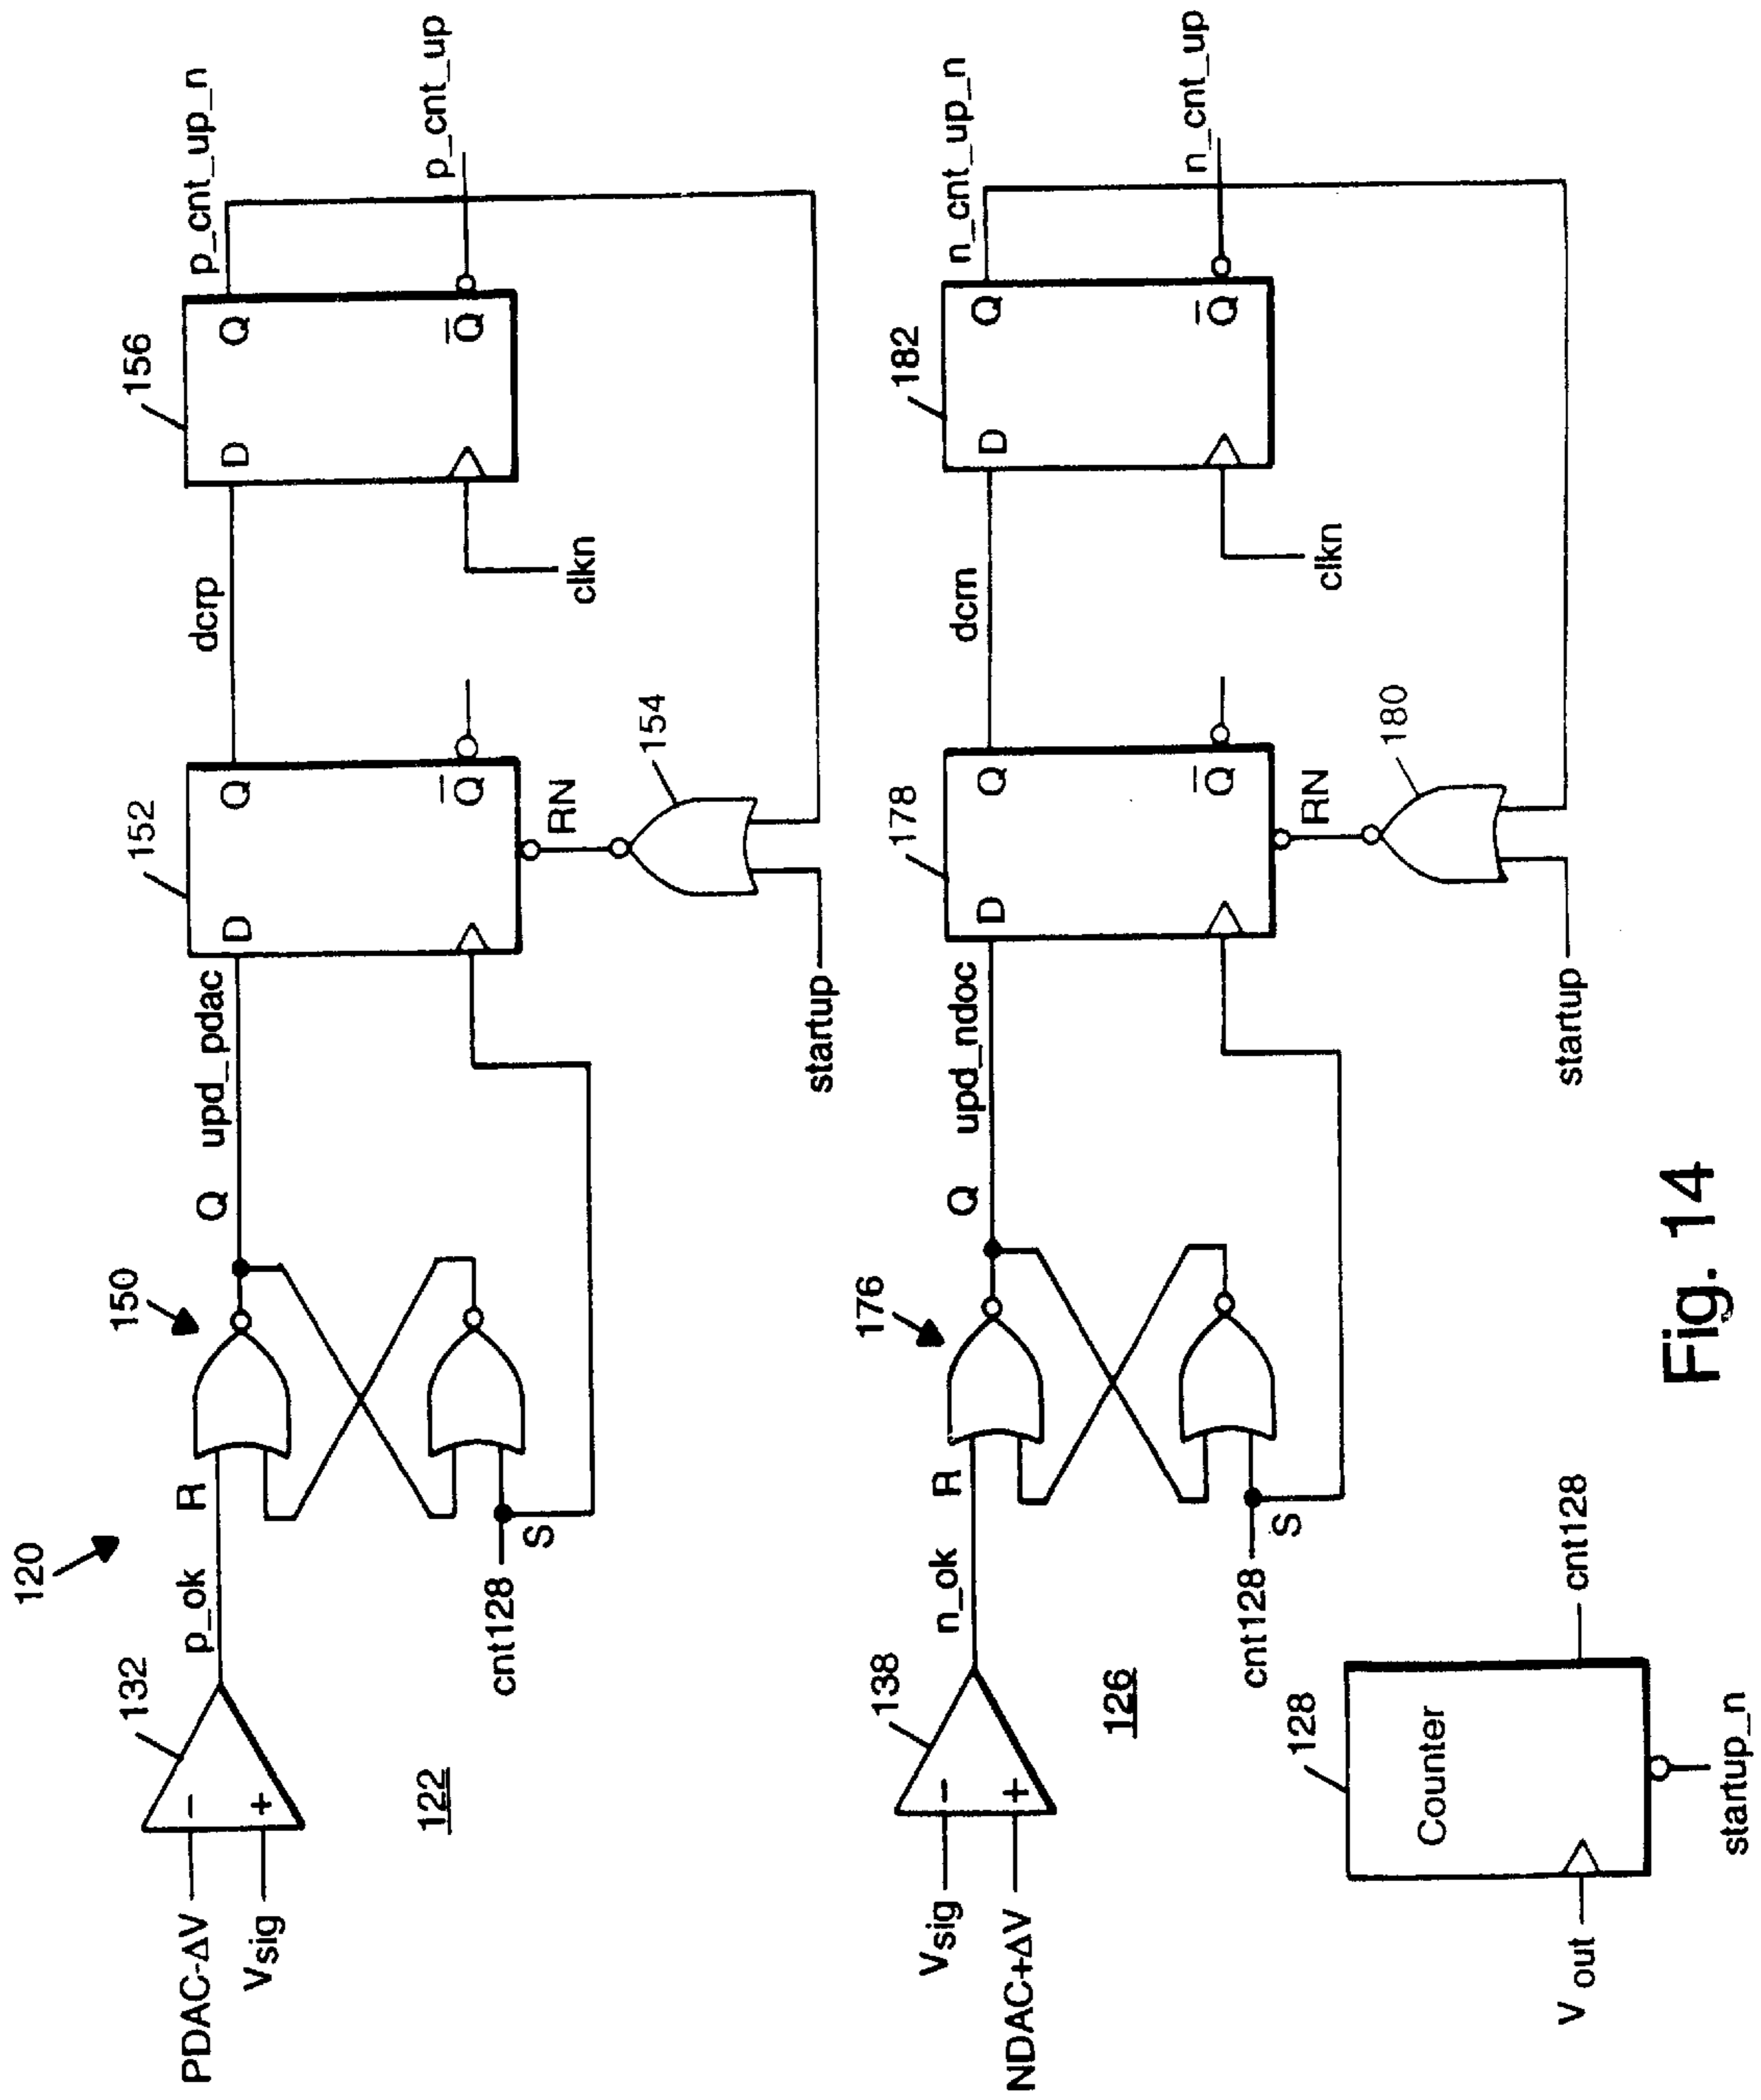 120
PDAC-ΔV
Vsig
−
+
132
p_ok
R
150
Q
upd_pdac
cnt128
S
122
152
D
Q
Q̅
RN
154
startup
dcrp
156
D
Q
Q̅
clkn
p_cnt_up_n
p_cnt_up
Vsig
NDAC+ΔV
−
+
138
n_ok
R
176
Q
upd_ndoc
cnt128
S
126
178
D
Q
Q̅
RN
180
startup
dcrn
182
D
Q
Q̅
clkn
n_cnt_up_n
n_cnt_up
128
Counter
V out
cnt128
startup_n
Fig. 14